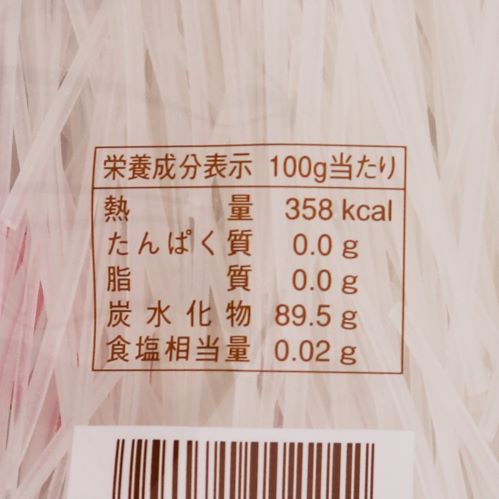 栄養成分表示 100g当たり
熱量 358 kcal
たんぱく質 0.0 g
脂質 0.0 g
炭水化物 89.5 g
食塩相当量 0.02 g